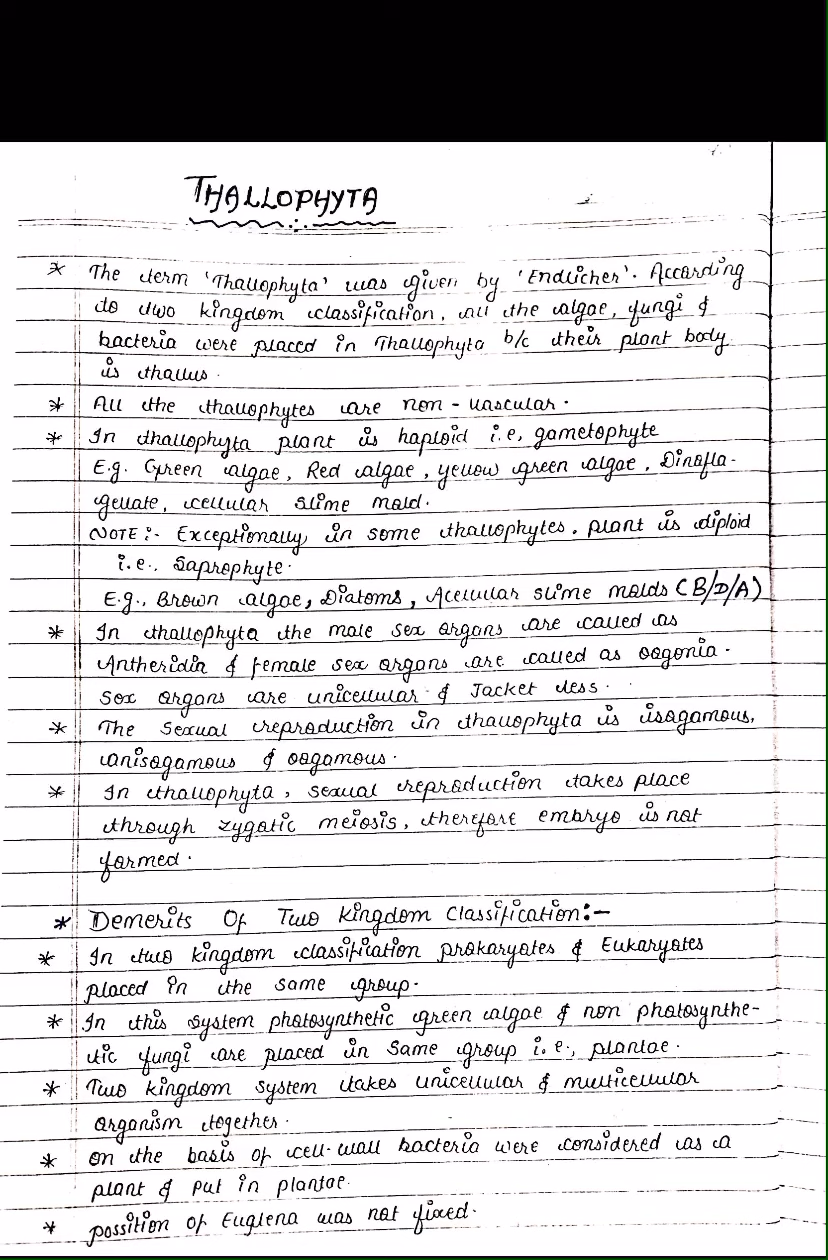 THALLOPHYTA
* The term 'Thallophyta' was given by 'Endlicher'. According
to two kingdom classification, all the algae, fungi &
bacteria were placed in Thallophyta b/c their plant body
is thallus.
* All the thallophytes are non-vascular.
* In thallophyta plant is haploid i.e, gametophyte
E.g. Green algae, Red algae, yellow green algae, Dinofla-
gellate, cellular slime mold.
NOTE :- Exceptionally, in some thallophytes, plant is diploid
i.e., Saprophyte.
E.g., Brown algae, Diatoms, Acellular slime molds (B/D/A)
* In thallophyta the male sex organs are called as
Antheridin & female sex organs are called as oogonia.
Sex organs are unicellular & Jacket less.
* The Sexual reproduction in thallophyta is isogamous,
anisogamous & oogamous.
* In thallophyta, sexual reproduction takes place
through zygotic meiosis, therefore embryo is not
formed.
* Demerits Of Two Kingdom Classification:-
* In two kingdom classification prokaryotes & Eukaryotes
placed in the same group.
* In this system photosynthetic green algae & non photosynthe-
tic fungi are placed in same group i.e., plantae.
* Two kingdom system takes unicellular & multicellular
organism together.
* on the basis of cell-wall bacteria were considered as a
plant & put in plantae.
* possition of Euglena was not fixed.